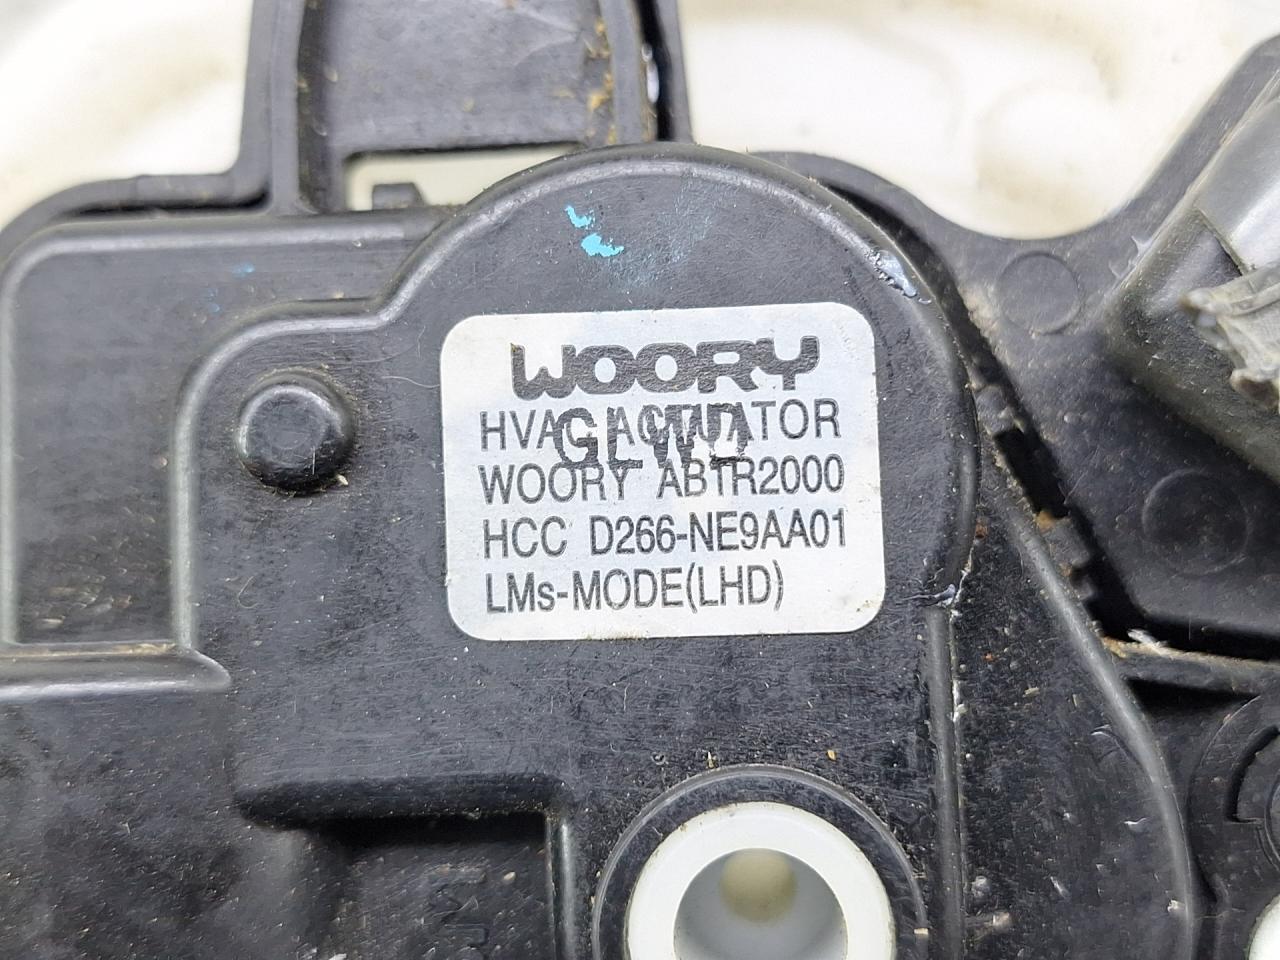 WOORY
HVAC ACTUATOR
WOORY ABTR2000
HCC D266-NE9AA01
LMs-MODE(LHD)